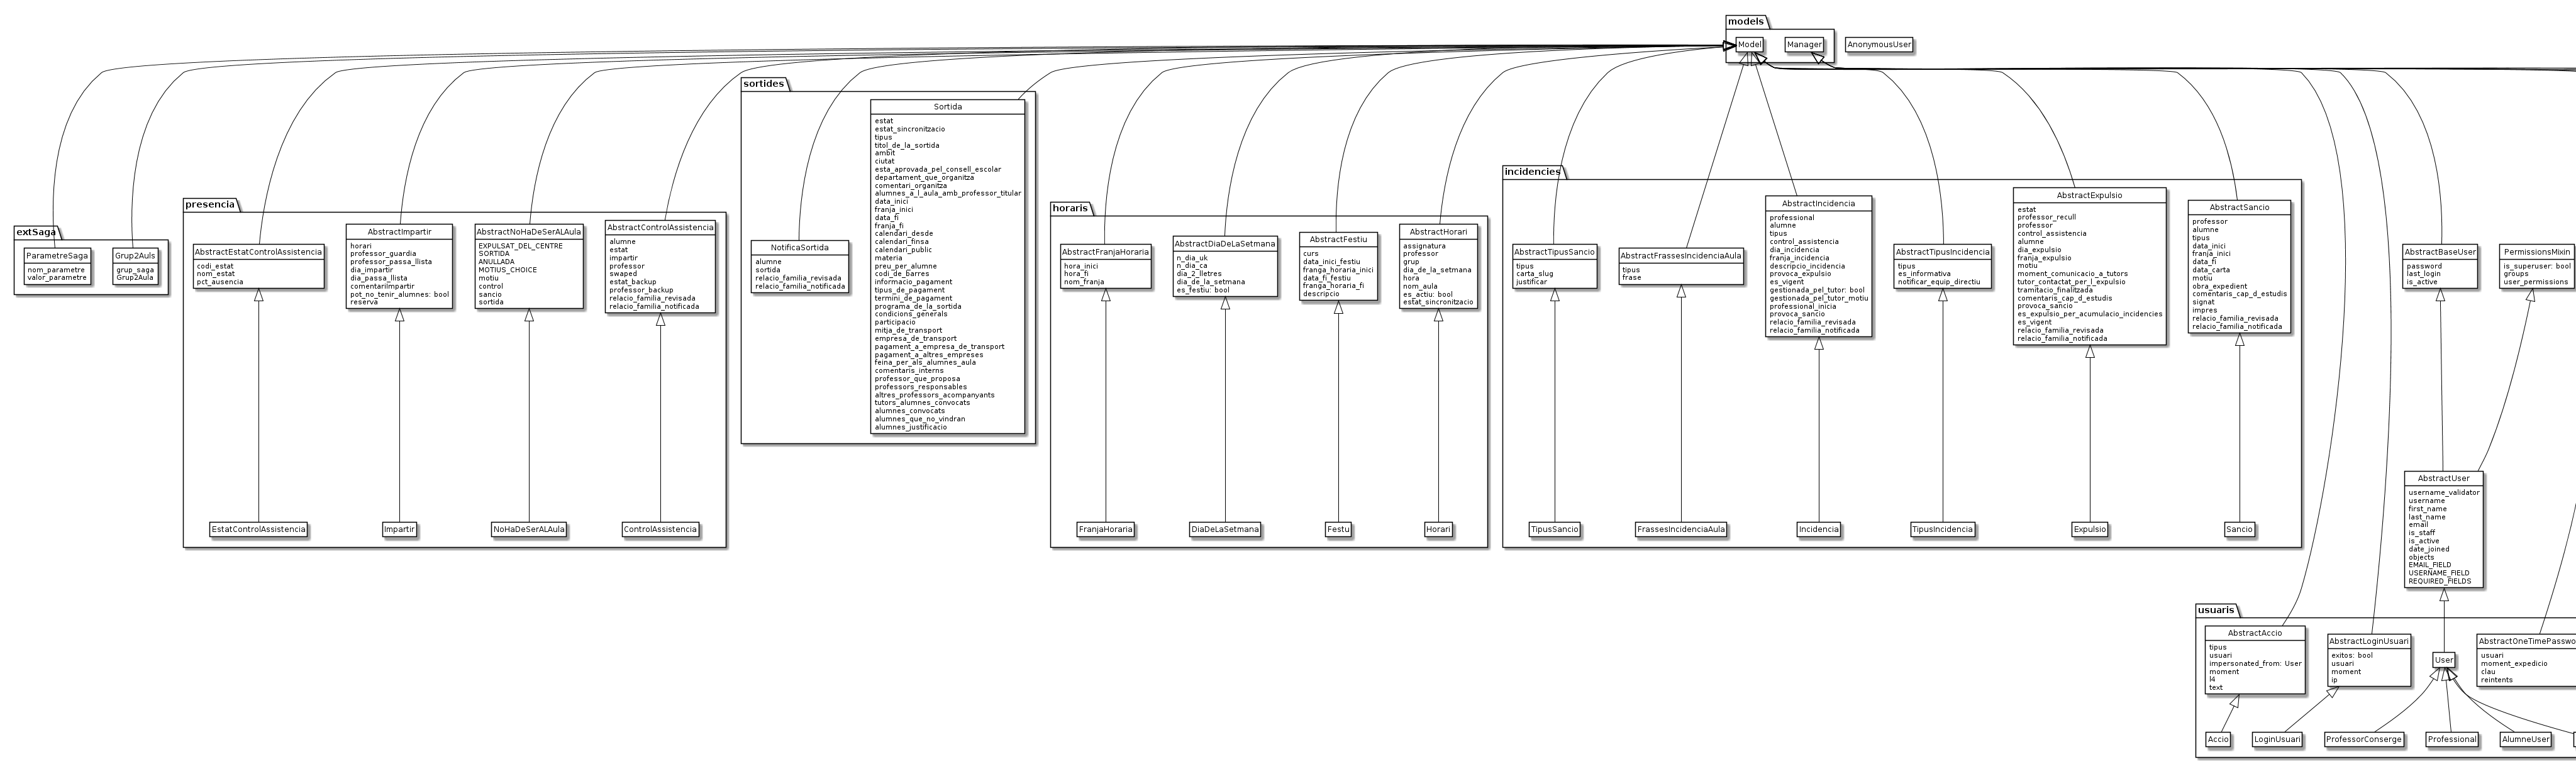 models
Model
Manager
AnonymousUser
extSaga
ParametreSaga
nom_parametre
valor_parametre
Grup2Auls
grup_saga
Grup2Aula
presencia
AbstractEstatControlAssistencia
codi_estat
nom_estat
pct_ausencia
AbstractImpartir
horari
professor_guardia
professor_passa_llista
dia_impartir
dia_passa_llista
comentariImpartir
pot_no_tenir_alumnes: bool
reserva
AbstractNoHaDeSerALAula
EXPULSAT_DEL_CENTRE
SORTIDA
ANULLADA
MOTIUS_CHOICE
motiu
control
sancio
sortida
AbstractControlAssistencia
alumne
estat
impartir
professor
swaped
estat_backup
professor_backup
relacio_familia_revisada
relacio_familia_notificada
EstatControlAssistencia
Impartir
NoHaDeSerALAula
ControlAssistencia
sortides
NotificaSortida
alumne
sortida
relacio_familia_revisada
relacio_familia_notificada
Sortida
estat
estat_sincronitzacio
tipus
titol_de_la_sortida
ambit
ciutat
esta_aprovada_pel_consell_escolar
departament_que_organitza
comentari_organitza
alumnes_a_l_aula_amb_professor_titular
data_inici
franja_inici
data_fi
franja_fi
calendari_desde
calendari_finsa
calendari_public
materia
preu_per_alumne
codi_de_barres
informacio_pagament
tipus_de_pagament
termini_de_pagament
programa_de_la_sortida
condicions_generals
participacio
mitja_de_transport
empresa_de_transport
pagament_a_empresa_de_transport
pagament_a_altres_empreses
feina_per_als_alumnes_aula
comentaris_interns
professor_que_proposa
professors_responsables
altres_professors_acompanyants
tutors_alumnes_convocats
alumnes_convocats
alumnes_que_no_vindran
alumnes_justificacio
horaris
AbstractFranjaHoraria
hora_inici
hora_fi
nom_franja
AbstractDiaDeLaSetmana
n_dia_uk
n_dia_ca
dia_2_lletres
dia_de_la_setmana
es_festiu: bool
AbstractFestiu
curs
data_inici_festiu
franga_horaria_inici
data_fi_festiu
franga_horaria_fi
descripcio
AbstractHorari
assignatura
professor
grup
dia_de_la_setmana
hora
nom_aula
es_actiu: bool
estat_sincronitzacio
FranjaHoraria
DiaDeLaSetmana
Festu
Horari
incidencies
AbstractTipusSancio
tipus
carta_slug
justificar
AbstractFrassesIncidenciaAula
tipus
frase
AbstractIncidencia
professional
alumne
tipus
control_assistencia
dia_incidencia
franja_incidencia
descripcio_incidencia
provoca_expulsio
es_vigent
gestionada_pel_tutor: bool
gestionada_pel_tutor_motiu
professional_inicia
provoca_sancio
relacio_familia_revisada
relacio_familia_notificada
AbstractTipusIncidencia
tipus
es_informativa
notificar_equip_directiu
AbstractExpulsio
estat
professor_recull
professor
control_assistencia
alumne
dia_expulsio
franja_expulsio
motiu
moment_comunicacio_a_tutors
tutor_contactat_per_l_expulsio
tramitacio_finalitzada
comentaris_cap_d_estudis
provoca_sancio
es_expulsio_per_acumulacio_incidencies
es_vigent
relacio_familia_revisada
relacio_familia_notificada
AbstractSancio
professor
alumne
tipus
data_inici
franja_inici
data_fi
data_carta
motiu
obra_expedient
comentaris_cap_d_estudis
signat
impres
relacio_familia_revisada
relacio_familia_notificada
TipusSancio
FrassesIncidenciaAula
Incidencia
TipusIncidencia
Expulsio
Sancio
AbstractBaseUser
password
last_login
is_active
PermissionsMixin
is_superuser: bool
groups
user_permissions
AbstractUser
username_validator
username
first_name
last_name
email
is_staff
is_active
date_joined
objects
EMAIL_FIELD
USERNAME_FIELD
REQUIRED_FIELDS
usuaris
AbstractAccio
tipus
usuari
impersonated_from: User
moment
l4
text
AbstractLoginUsuari
exitos: bool
usuari
moment
ip
User
AbstractOneTimePasswo
usuari
moment_expedicio
clau
reintents
Accio
LoginUsuari
ProfessorConserge
Professional
AlumneUser